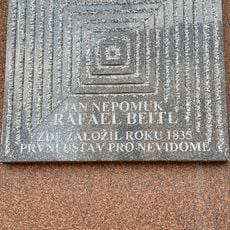 JAN NEPOMUK
RAFAEL BEITL
ZDE ZALOŽIL ROKU 1835
PRVNÍ ÚSTAV PRO NEVIDOMÉ